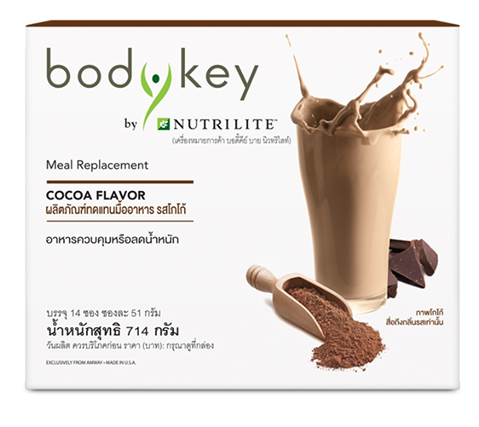 bodykey
by NUTRILITE™
(เครื่องหมายการค้า บอดี้คีย์ บาย นิวทริไลท์)
Meal Replacement
COCOA FLAVOR
ผลิตภัณฑ์ทดแทนมื้ออาหาร รสโกโก้
อาหารควบคุมหรือลดน้ำหนัก
บรรจุ 14 ซอง ซองละ 51 กรัม
น้ำหนักสุทธิ 714 กรัม
วันผลิต ควรบริโภคก่อน ราคา (บาท): กรุณาดูที่กล่อง
EXCLUSIVELY FROM AMWAY • MADE IN U.S.A.
ภาพโกโก้
สื่อถึงกลิ่นรสเท่านั้น